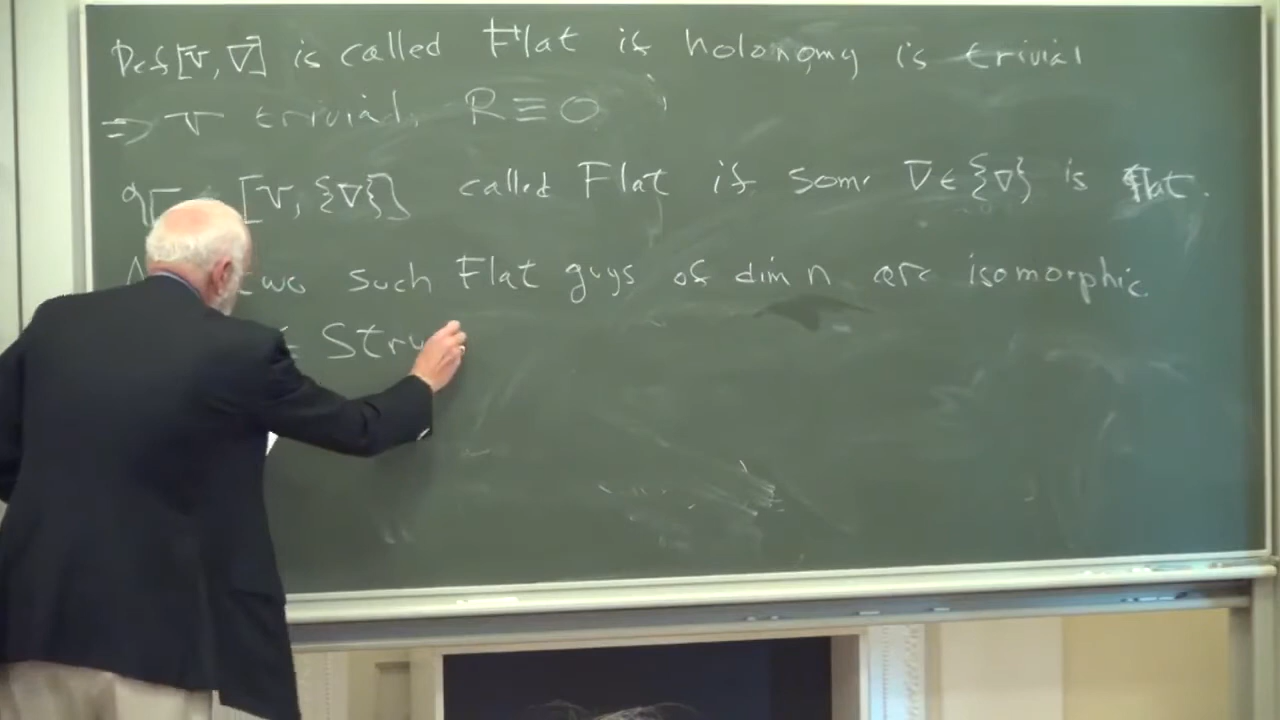 Def [V, ∇] is called Flat if holonomy is trivial
⇒ V trivial, R ≡ 0
[V, {∇}] called Flat if some ∇ ∈ {∇} is flat.
two such Flat guys of dim n are isomorphic
∈ Stru